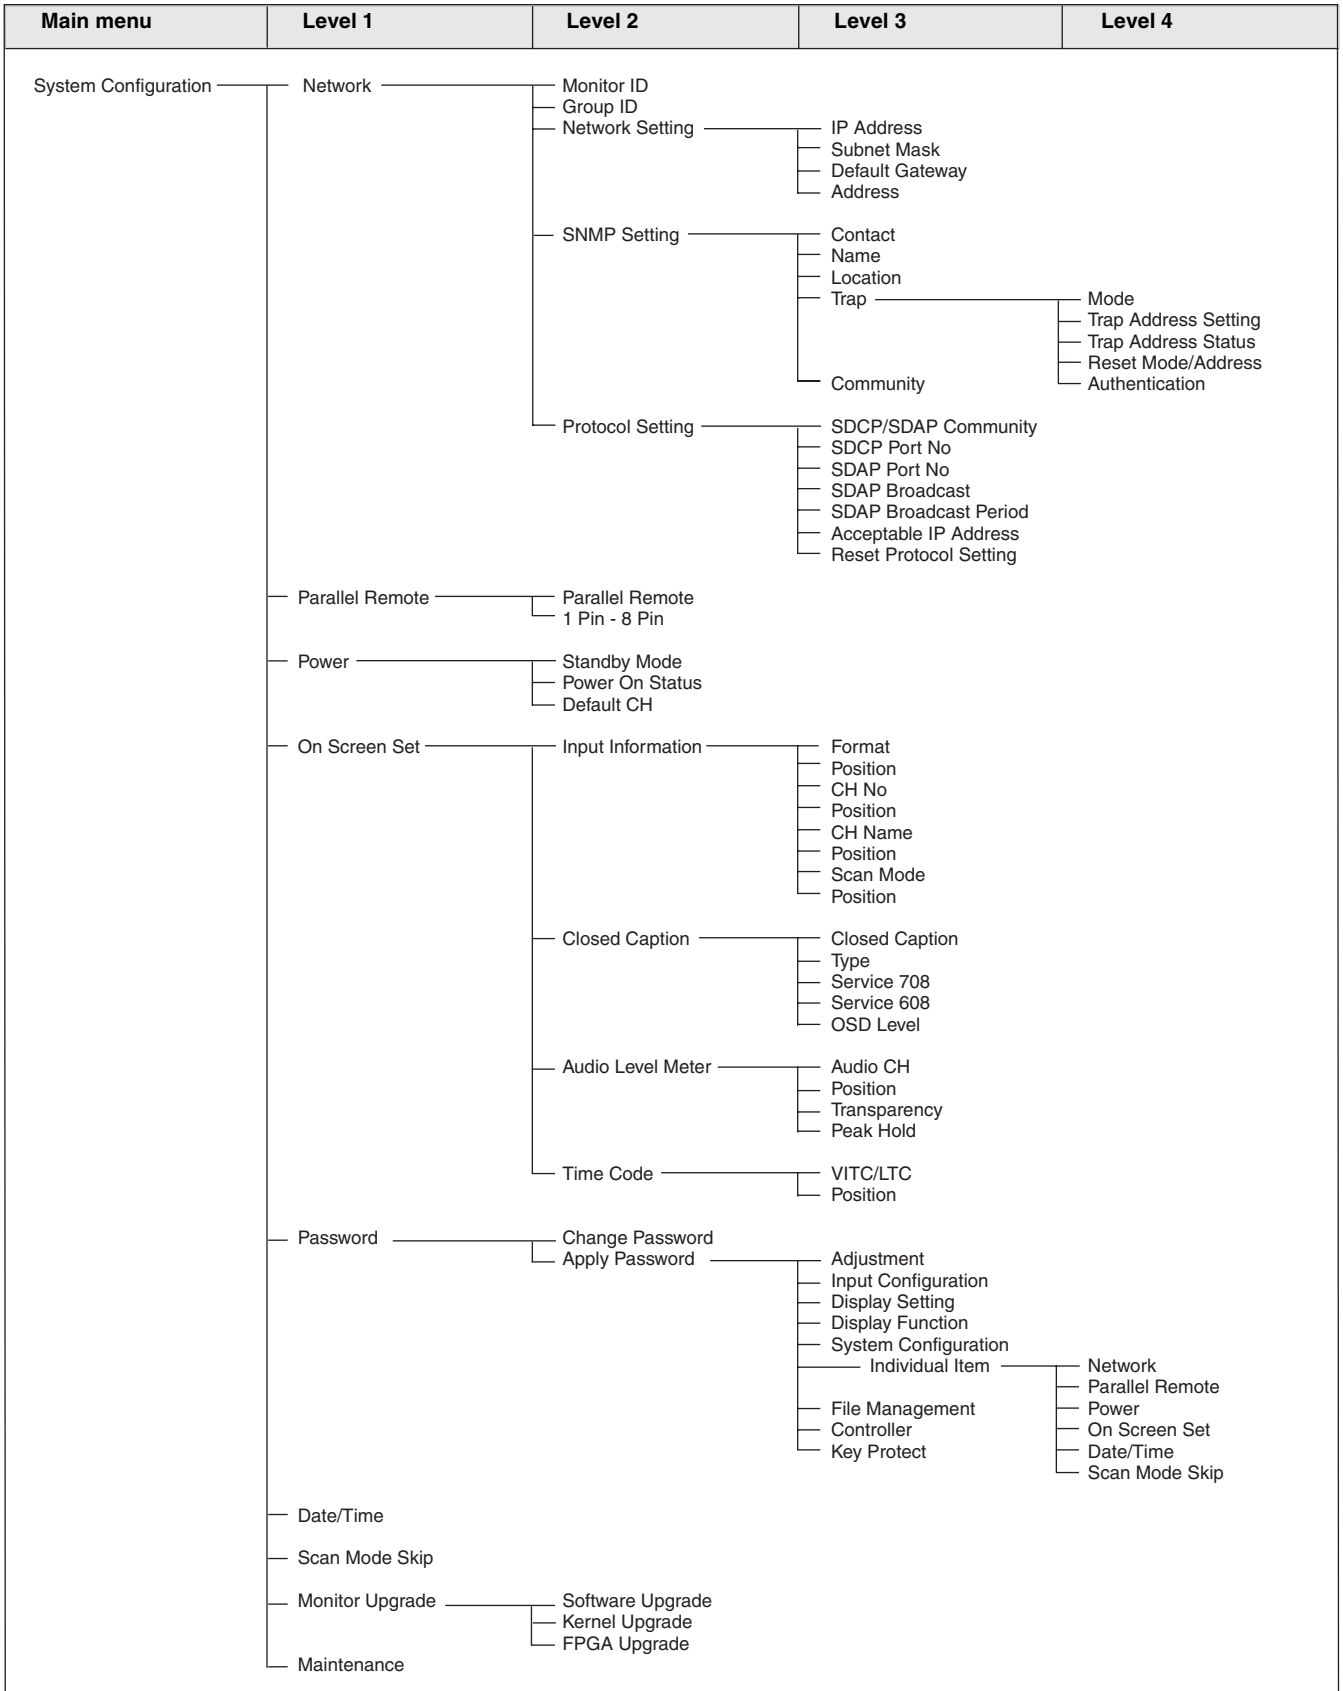 Main menu Level 1 Level 2 Level 3 Level 4
System Configuration Network Monitor ID
Group ID
Network Setting IP Address
Subnet Mask
Default Gateway
Address
SNMP Setting Contact
Name
Location
Trap Mode
Trap Address Setting
Trap Address Status
Reset Mode/Address
Community Authentication
Protocol Setting SDCP/SDAP Community
SDCP Port No
SDAP Port No
SDAP Broadcast
SDAP Broadcast Period
Acceptable IP Address
Reset Protocol Setting
Parallel Remote Parallel Remote
1 Pin - 8 Pin
Power Standby Mode
Power On Status
Default CH
On Screen Set Input Information Format
Position
CH No
Position
CH Name
Position
Scan Mode
Position
Closed Caption Closed Caption
Type
Service 708
Service 608
OSD Level
Audio Level Meter Audio CH
Position
Transparency
Peak Hold
Time Code VITC/LTC
Position
Password Change Password
Apply Password Adjustment
Input Configuration
Display Setting
Display Function
System Configuration
Individual Item Network
Parallel Remote
File Management Power
Controller On Screen Set
Key Protect Date/Time
Scan Mode Skip
Date/Time
Scan Mode Skip
Monitor Upgrade Software Upgrade
Kernel Upgrade
FPGA Upgrade
Maintenance